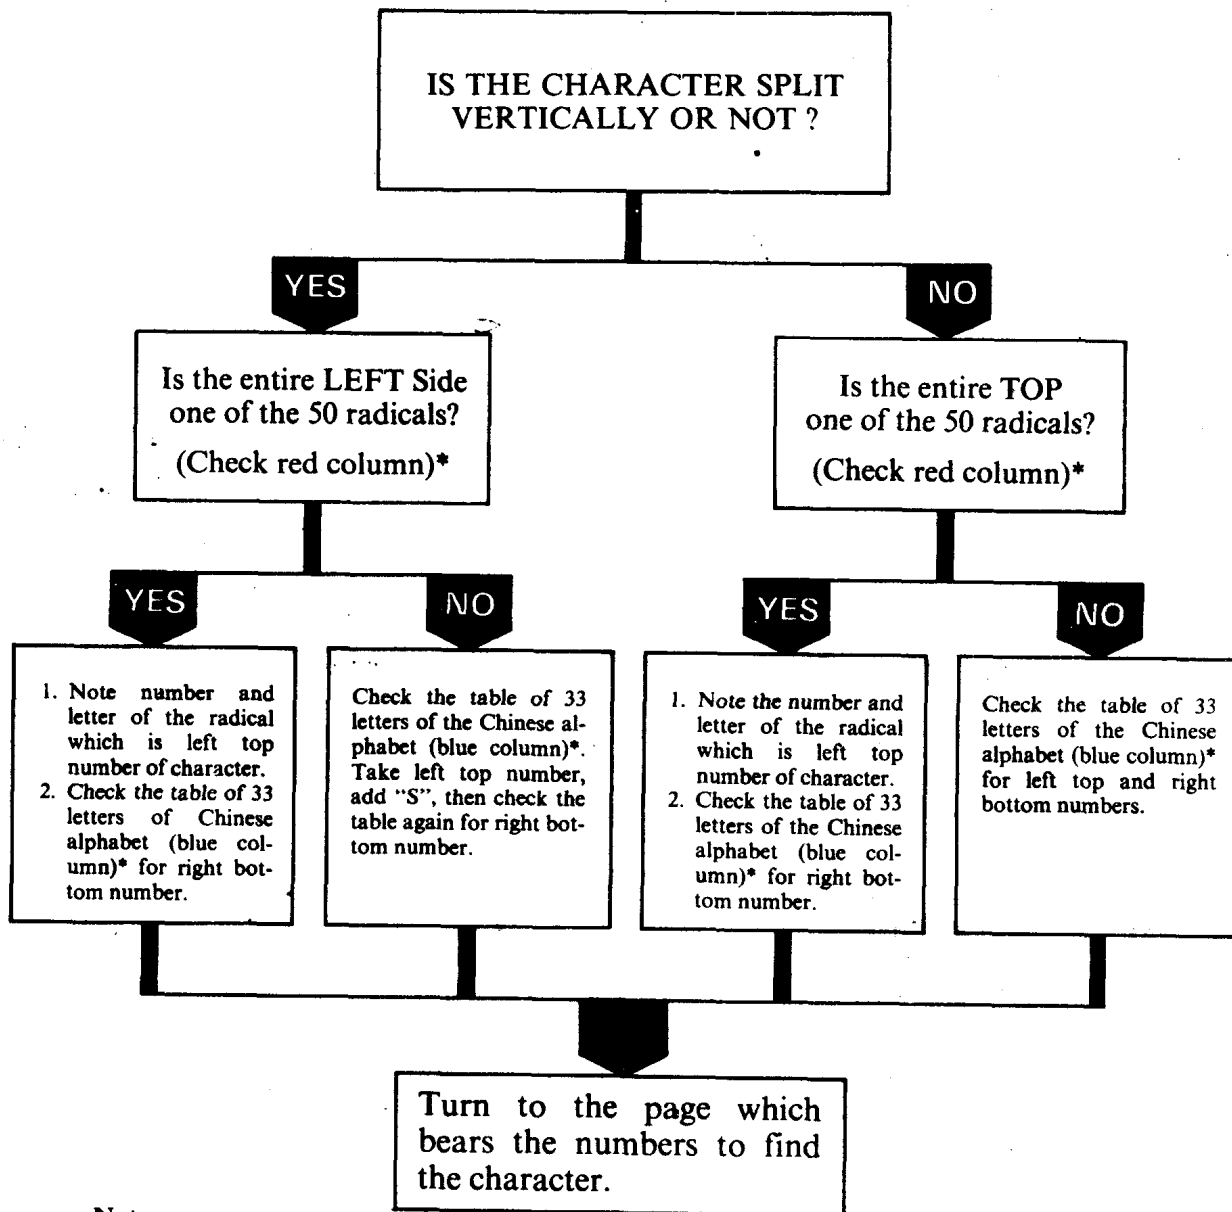 IS THE CHARACTER SPLIT
VERTICALLY OR NOT ?
YES
NO
Is the entire LEFT Side
one of the 50 radicals?
(Check red column)*
Is the entire TOP
one of the 50 radicals?
(Check red column)*
YES
NO
YES
NO
1. Note number and
letter of the radical
which is left top
number of character.
2. Check the table of 33
letters of Chinese
alphabet (blue col-
umn)* for right bot-
tom number.
Check the table of 33
letters of the Chinese al-
phabet (blue column)*.
Take left top number,
add "S", then check the
table again for right bot-
tom number.
1. Note the number and
letter of the radical
which is left top
number of character.
2. Check the table of 33
letters of the Chinese
alphabet (blue col-
umn)* for right bot-
tom number.
Check the table of 33
letters of the Chinese
alphabet (blue column)*
for left top and right
bottom numbers.
Turn to the page which
bears the numbers to find
the character.